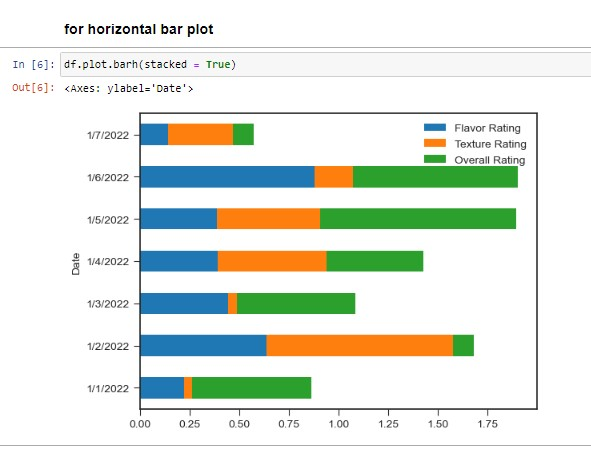 for horizontal bar plot
In [6]: df.plot.barh(stacked = True)
Out[6]: <Axes: ylabel='Date'>
Flavor Rating
Texture Rating
Overall Rating
1/7/2022
1/6/2022
1/5/2022
1/4/2022
1/3/2022
1/2/2022
1/1/2022
Date
0.00 0.25 0.50 0.75 1.00 1.25 1.50 1.75